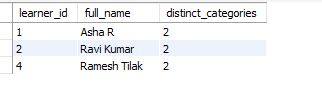 learner_id full_name distinct_categories
1 Asha R 2
2 Ravi Kumar 2
4 Ramesh Tilak 2